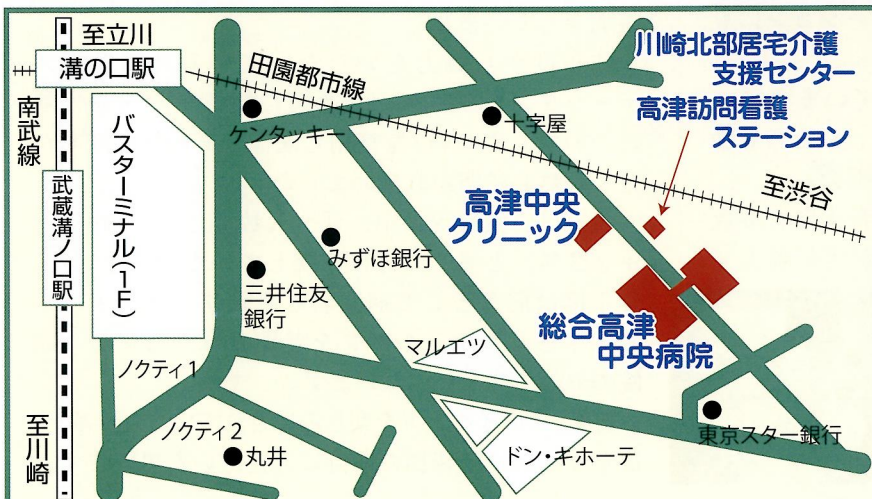 至立川
溝の口駅
南武線
武蔵溝ノ口駅
至川崎
バスターミナル(1F)
田園都市線
ケンタッキー
十字屋
川崎北部居宅介護
支援センター
高津訪問看護
ステーション
至渋谷
高津中央
クリニック
みずほ銀行
三井住友
銀行
総合高津
中央病院
マルエツ
ノクティ1
ノクティ2
丸井
ドン・キホーテ
東京スター銀行